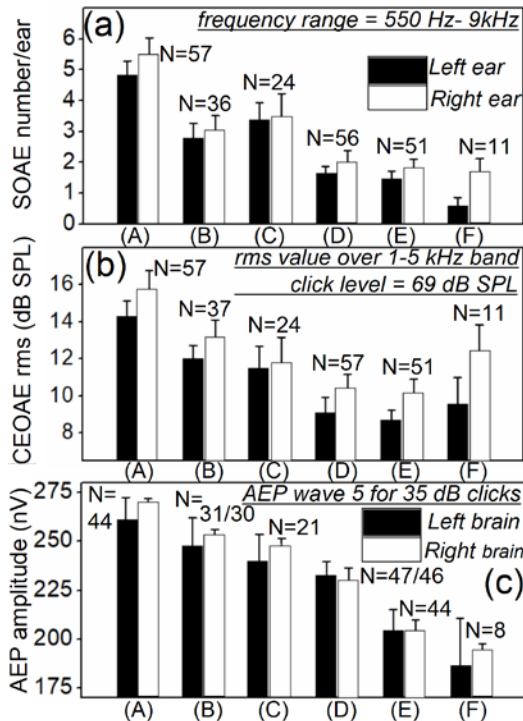 (a)
frequency range = 550 Hz- 9kHz
SOAE number/ear
6
5
4
3
2
1
0
N=57
N=36
N=24
N=56
N=51
N=11
Left ear
Right ear
(A) (B) (C) (D) (E) (F)
(b)
rms value over 1-5 kHz band
click level = 69 dB SPL
CEOAE rms (dB SPL)
16
14
12
10
8
N=57
N=37
N=24
N=57
N=51
N=11
(A) (B) (C) (D) (E) (F)
AEP wave 5 for 35 dB clicks
AEP amplitude (nV)
275
250
225
200
175
N=
44
N=
31/30
N=21
N=47/46
N=44
N=8
Left brain
Right brain
(c)
(A) (B) (C) (D) (E) (F)